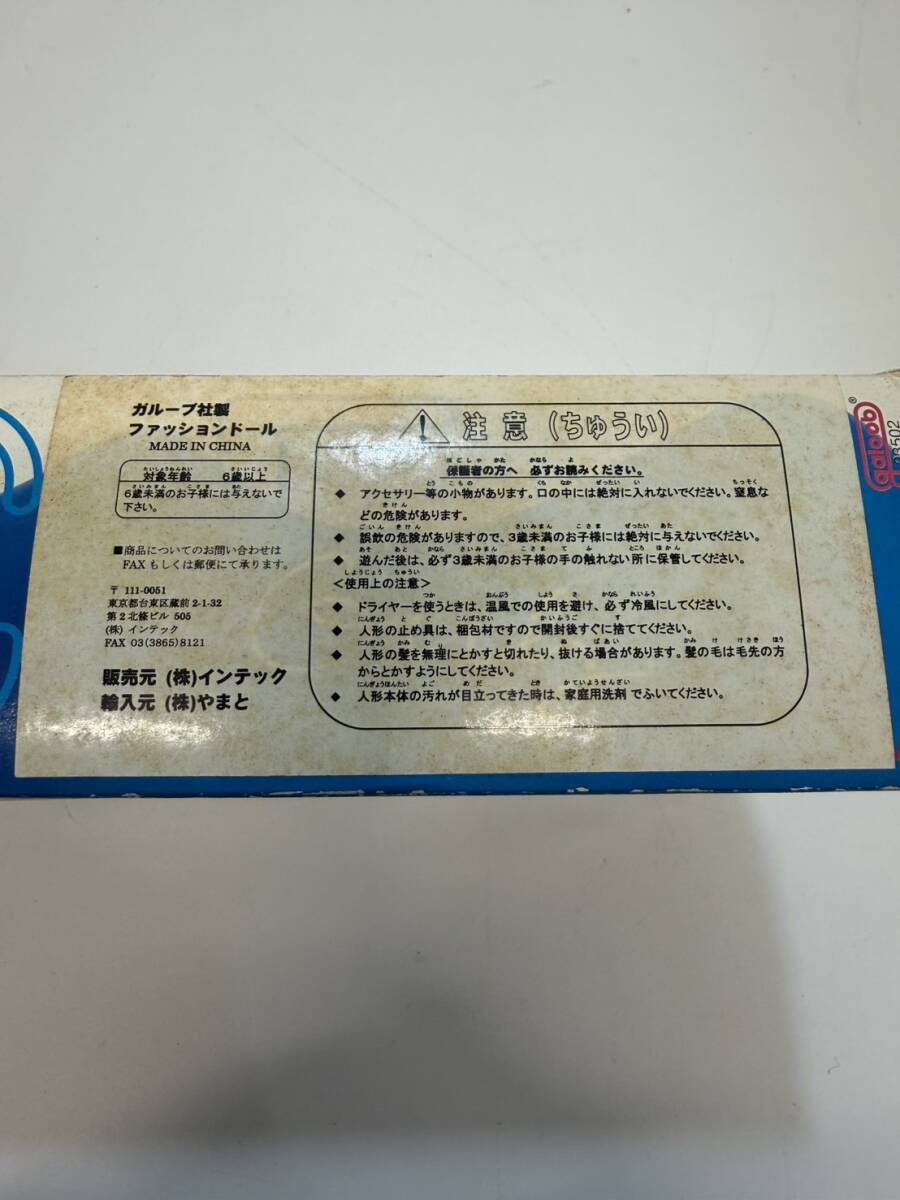 ガループ社製
ファッションドール
MADE IN CHINA
対象年齢 6歳以上
6歳未満のお子様には与えないで
下さい。
■商品についてのお問い合わせは
FAXもしくは郵便にて承ります。
〒 111-0051
東京都台東区蔵前2-1-32
第2北條ビル 505
(株) インテック
FAX 03(3865)8121
販売元 (株)インテック
輸入元 (株)やまと
注意 (ちゅうい)
保護者の方へ 必ずお読みください。
◆ アクセサリー等の小物があります。口の中には絶対に入れないでください。窒息な
どの危険があります。
◆ 誤飲の危険がありますので、3歳未満のお子様には絶対に与えないでください。
◆ 遊んだ後は、必ず3歳未満のお子様の手の触れない所に保管してください。
<使用上の注意>
◆ ドライヤーを使うときは、温風での使用を避け、必ず冷風にしてください。
◆ 人形の止め具は、梱包材ですので開封後すぐに捨ててください。
◆ 人形の髪を無理にとかすと切れたり、抜ける場合があります。髪の毛は毛先の方
からとかすようにしてください。
◆ 人形本体の汚れが目立ってきた時は、家庭用洗剤でふいてください。
galoob®